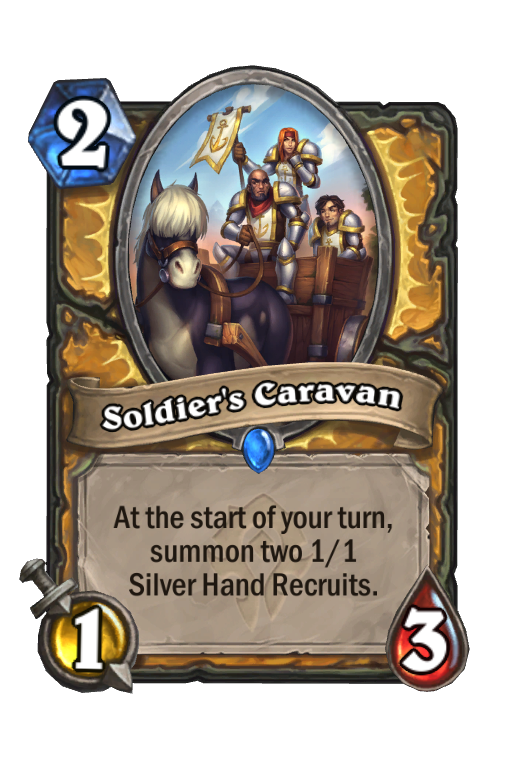 2
Soldier's Caravan
At the start of your turn,
summon two 1/1
Silver Hand Recruits.
1
3